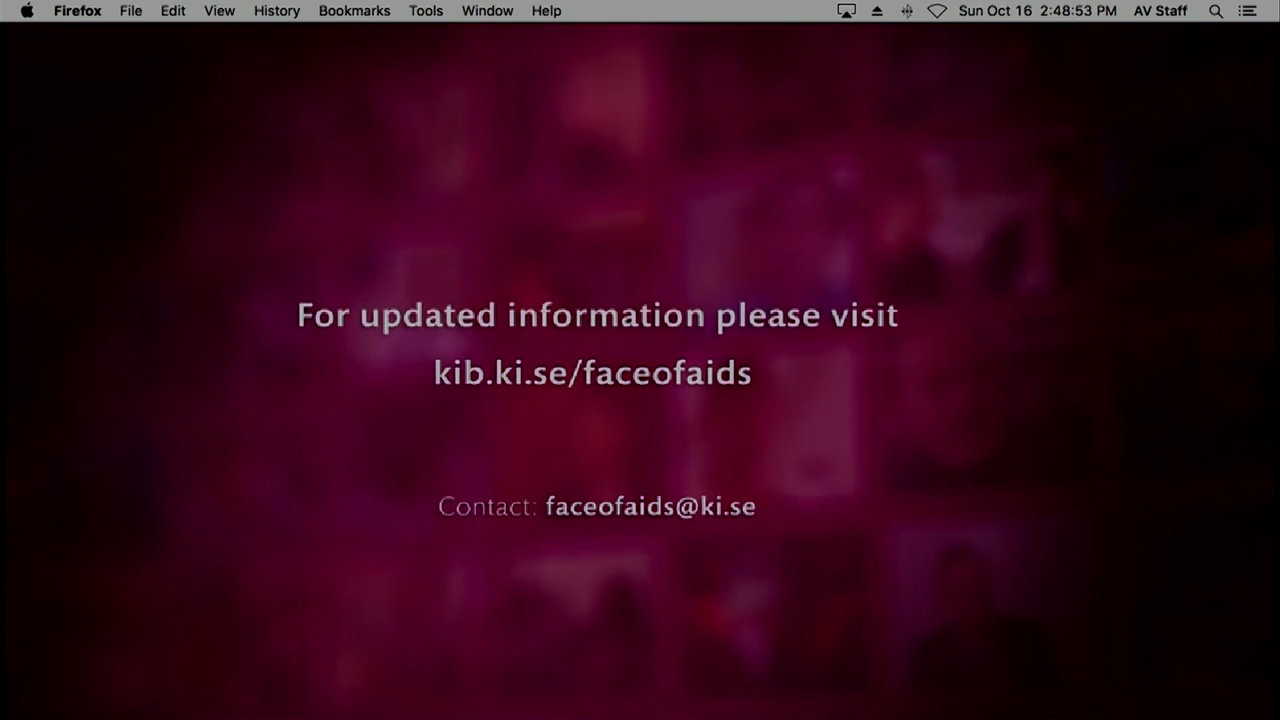 Firefox File Edit View History Bookmarks Tools Window Help Sun Oct 16 2:48:53 PM AV Staff
For updated information please visit
kib.ki.se/faceofaids
Contact: faceofaids@ki.se